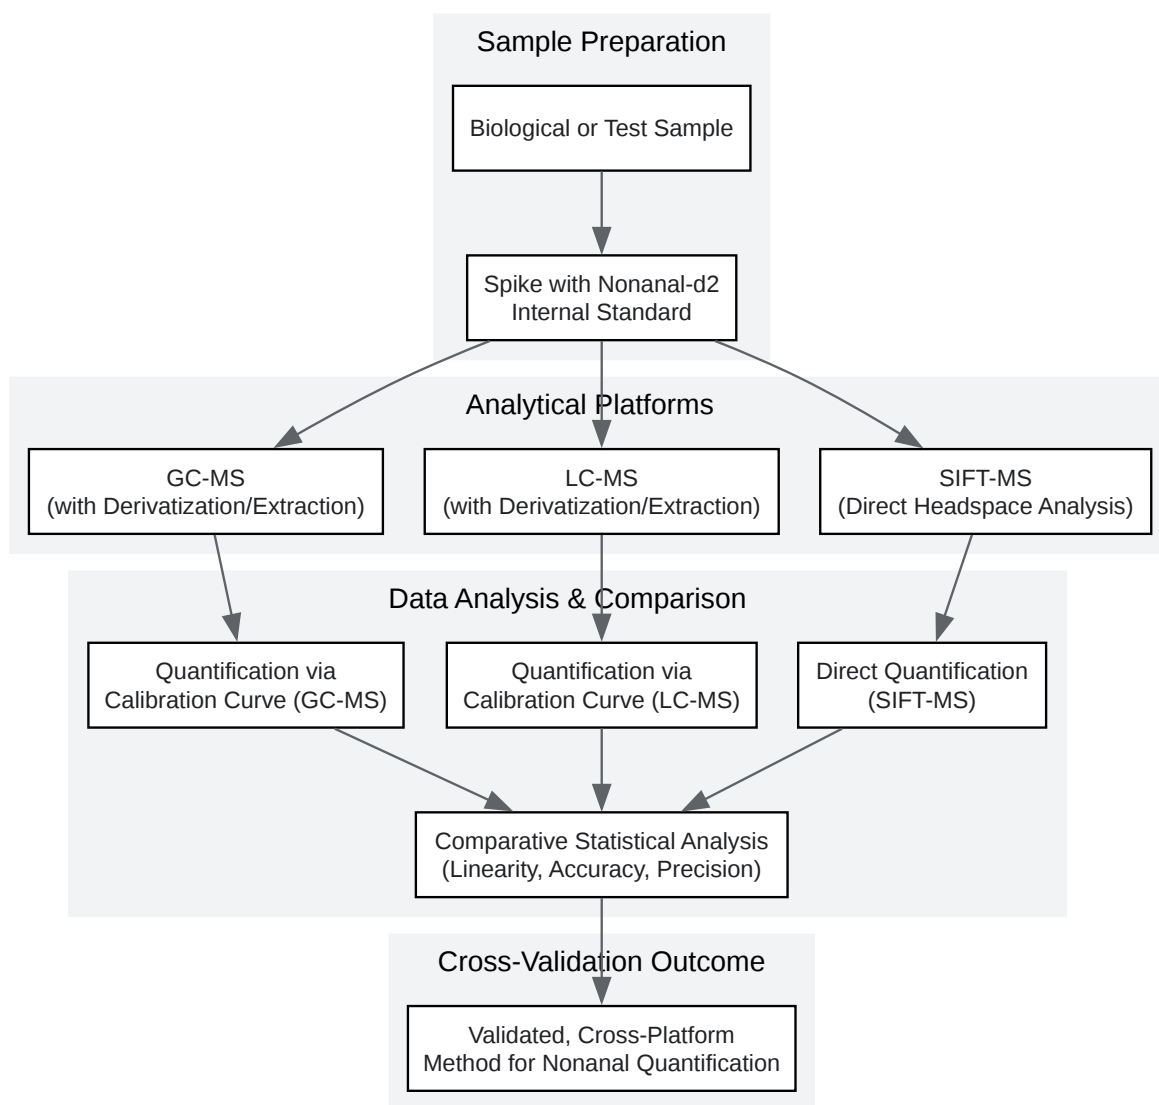 Sample Preparation
Biological or Test Sample
Spike with Nonanal-d2
Internal Standard
Analytical Platforms
GC-MS
(with Derivatization/Extraction)
LC-MS
(with Derivatization/Extraction)
SIFT-MS
(Direct Headspace Analysis)
Data Analysis & Comparison
Quantification via
Calibration Curve (GC-MS)
Quantification via
Calibration Curve (LC-MS)
Direct Quantification
(SIFT-MS)
Comparative Statistical Analysis
(Linearity, Accuracy, Precision)
Cross-Validation Outcome
Validated, Cross-Platform
Method for Nonanal Quantification